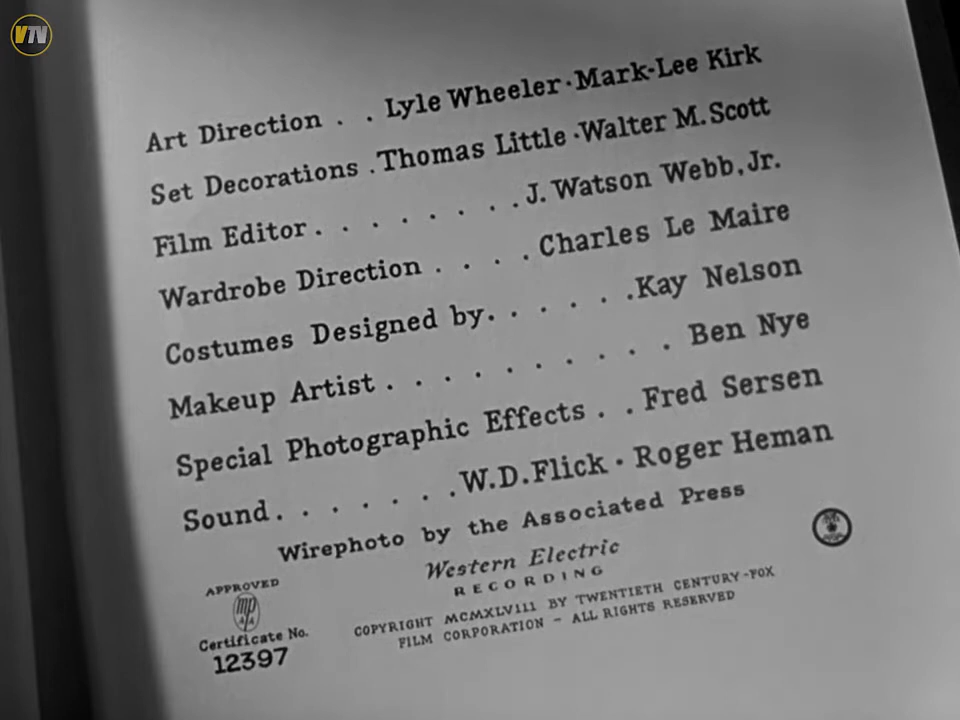 VTV
Art Direction . . Lyle Wheeler · Mark-Lee Kirk
Set Decorations . Thomas Little · Walter M. Scott
Film Editor . . . . . . . . J. Watson Webb, Jr.
Wardrobe Direction . . . . Charles Le Maire
Costumes Designed by. . . . . . Kay Nelson
Makeup Artist . . . . . . . . . . Ben Nye
Special Photographic Effects . . Fred Sersen
Sound . . . . . . . W.D. Flick · Roger Heman
Wirephoto by the Associated Press
Western Electric
RECORDING
APPROVED
mp
Certificate No.
12397
COPYRIGHT MCMXLVIII BY TWENTIETH CENTURY-FOX
FILM CORPORATION – ALL RIGHTS RESERVED